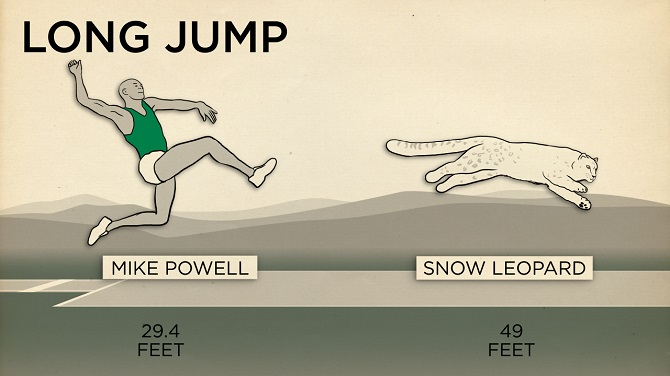 LONG JUMP
MIKE POWELL
SNOW LEOPARD
29.4
FEET
49
FEET